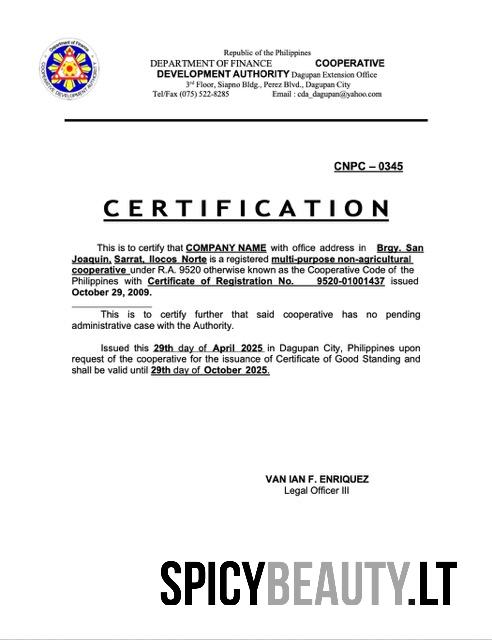 Republic of the Philippines
DEPARTMENT OF FINANCE COOPERATIVE
DEVELOPMENT AUTHORITY Dagupan Extension Office
3rd Floor, Siapno Bldg., Perez Blvd., Dagupan City
Tel/Fax (075) 522-8285 Email : cda_dagupan@yahoo.com
Department of Finance
COOPERATIVE DEVELOPMENT AUTHORITY
CNPC – 0345
CERTIFICATION
This is to certify that COMPANY NAME with office address in Brgy. San
Joaquin, Sarrat, Ilocos Norte is a registered multi-purpose non-agricultural
cooperative under R.A. 9520 otherwise known as the Cooperative Code of the
Philippines with Certificate of Registration No. 9520-01001437 issued
October 29, 2009.
This is to certify further that said cooperative has no pending
administrative case with the Authority.
Issued this 29th day of April 2025 in Dagupan City, Philippines upon
request of the cooperative for the issuance of Certificate of Good Standing and
shall be valid until 29th day of October 2025.
VAN IAN F. ENRIQUEZ
Legal Officer III
SPICYBEAUTY.LT